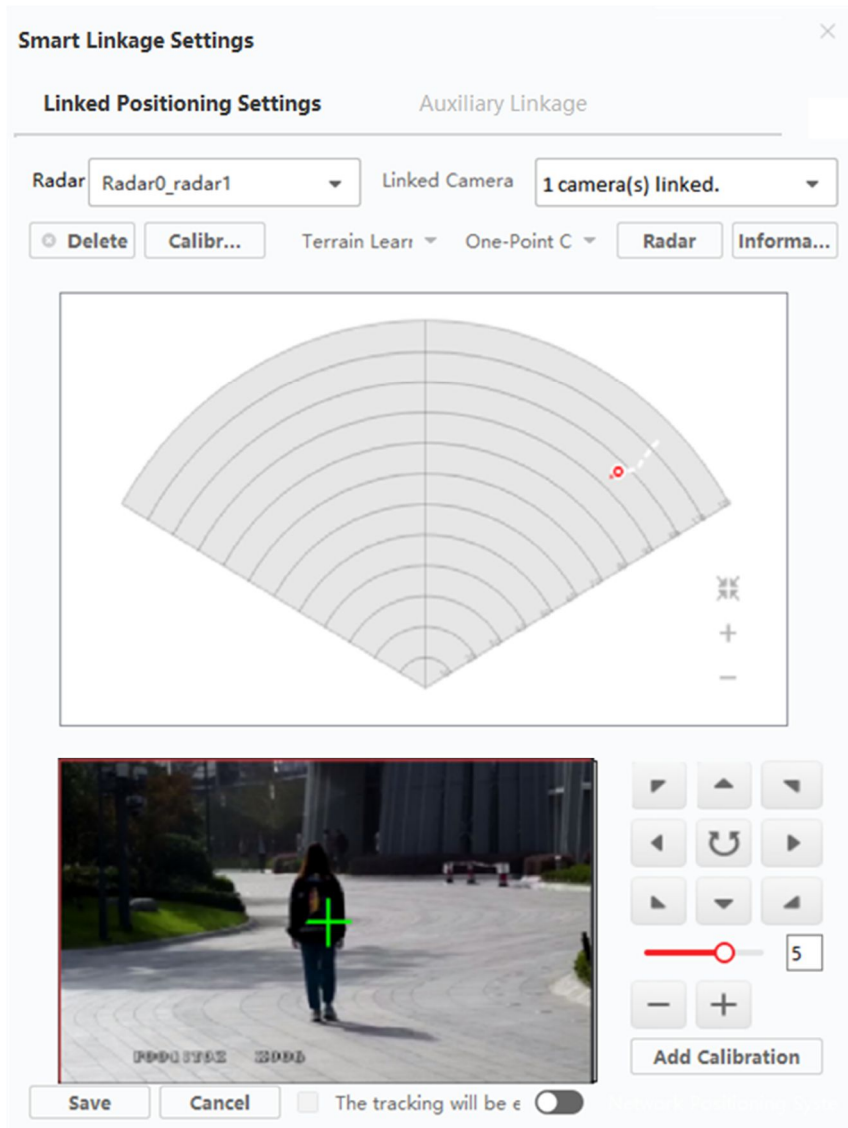 Smart Linkage Settings
Linked Positioning Settings Auxiliary Linkage
Radar Radar0_radar1 Linked Camera 1 camera(s) linked.
Delete Calibr... Terrain Learr One-Point C Radar Informa...
5
Add Calibration
Save Cancel The tracking will be e